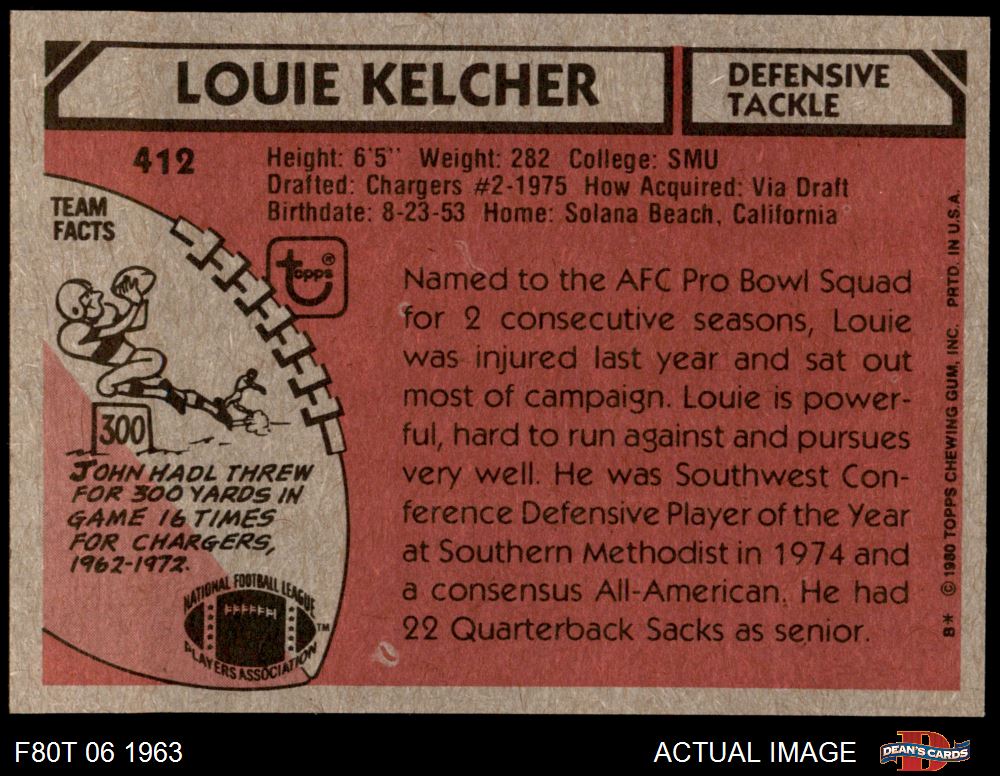 LOUIE KELCHER
DEFENSIVE
TACKLE
412
Height: 6'5" Weight: 282 College: SMU
Drafted: Chargers #2-1975 How Acquired: Via Draft
Birthdate: 8-23-53 Home: Solana Beach, California
TEAM
FACTS
topps®
300
JOHN HADL THREW
FOR 300 YARDS IN
GAME 16 TIMES
FOR CHARGERS,
1962-1972.
NATIONAL FOOTBALL LEAGUE
PLAYERS ASSOCIATION
TM
Named to the AFC Pro Bowl Squad
for 2 consecutive seasons, Louie
was injured last year and sat out
most of campaign. Louie is power-
ful, hard to run against and pursues
very well. He was Southwest Con-
ference Defensive Player of the Year
at Southern Methodist in 1974 and
a consensus All-American. He had
22 Quarterback Sacks as senior.
B* © 1980 TOPPS CHEWING GUM, INC. PRTD. IN U.S.A.
F80T 06 1963
ACTUAL IMAGE
D
DEAN'S CARDS